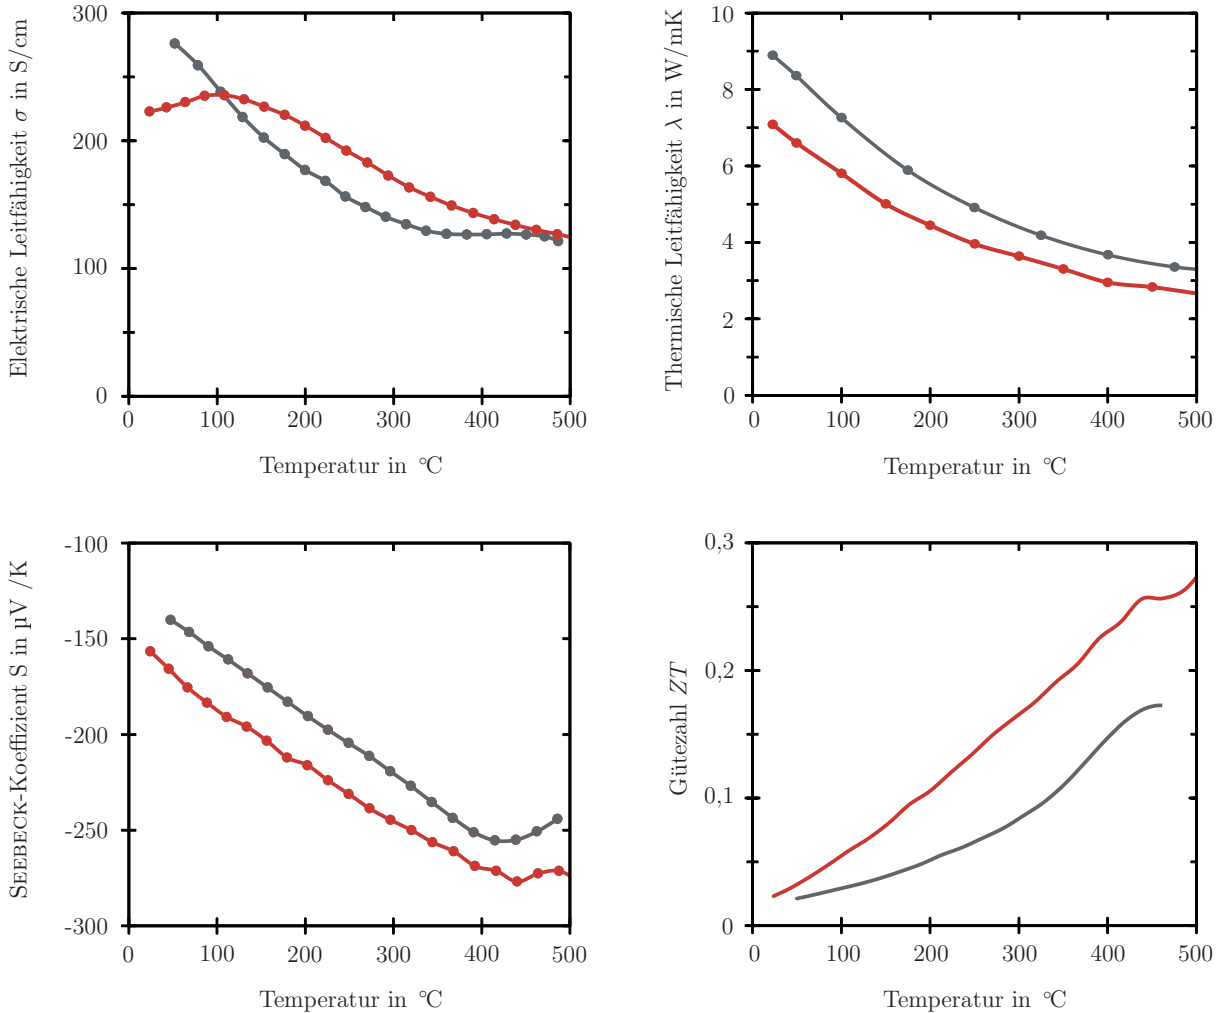 Elektrische Leitfähigkeit σ in S/cm
300
200
100
0
0 100 200 300 400 500
Temperatur in °C
Thermische Leitfähigkeit λ in W/mK
10
8
6
4
2
0
0 100 200 300 400 500
Temperatur in °C
SEEBECK-Koeffizient S in µV /K
-100
-150
-200
-250
-300
0 100 200 300 400 500
Temperatur in °C
Gütezahl ZT
0,3
0,2
0,1
0
0 100 200 300 400 500
Temperatur in °C